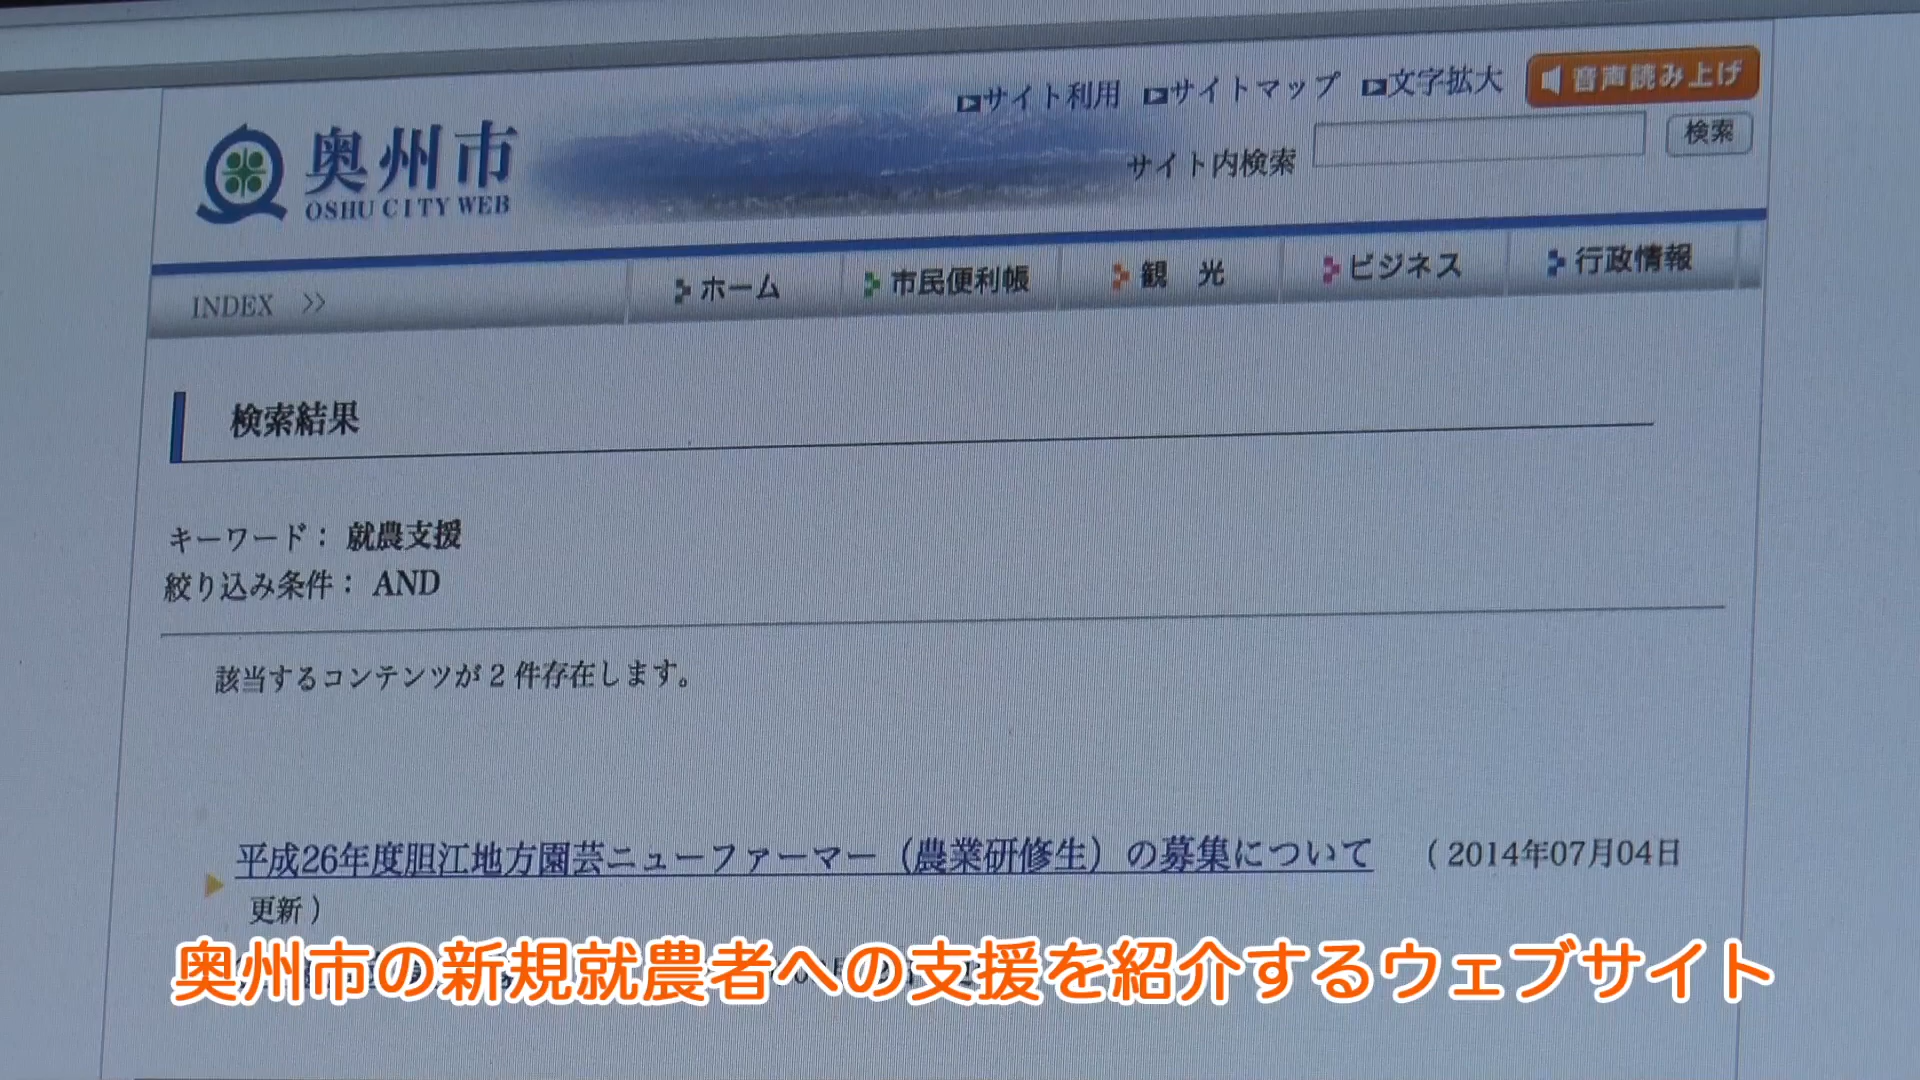 サイト利用 サイトマップ 文字拡大 音声読み上げ
奥州市
OSHU CITY WEB
サイト内検索 検索
INDEX >> ホーム 市民便利帳 観 光 ビジネス 行政情報
検索結果
キーワード： 就農支援
絞り込み条件： AND
該当するコンテンツが 2 件存在します。
平成26年度胆江地方園芸ニューファーマー（農業研修生）の募集について （2014年07月04日
更新）
奥州市の新規就農者への支援を紹介するウェブサイト